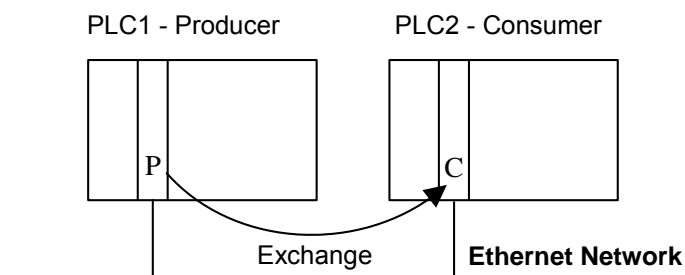 PLC1 - Producer PLC2 - Consumer
P C
Exchange Ethernet Network